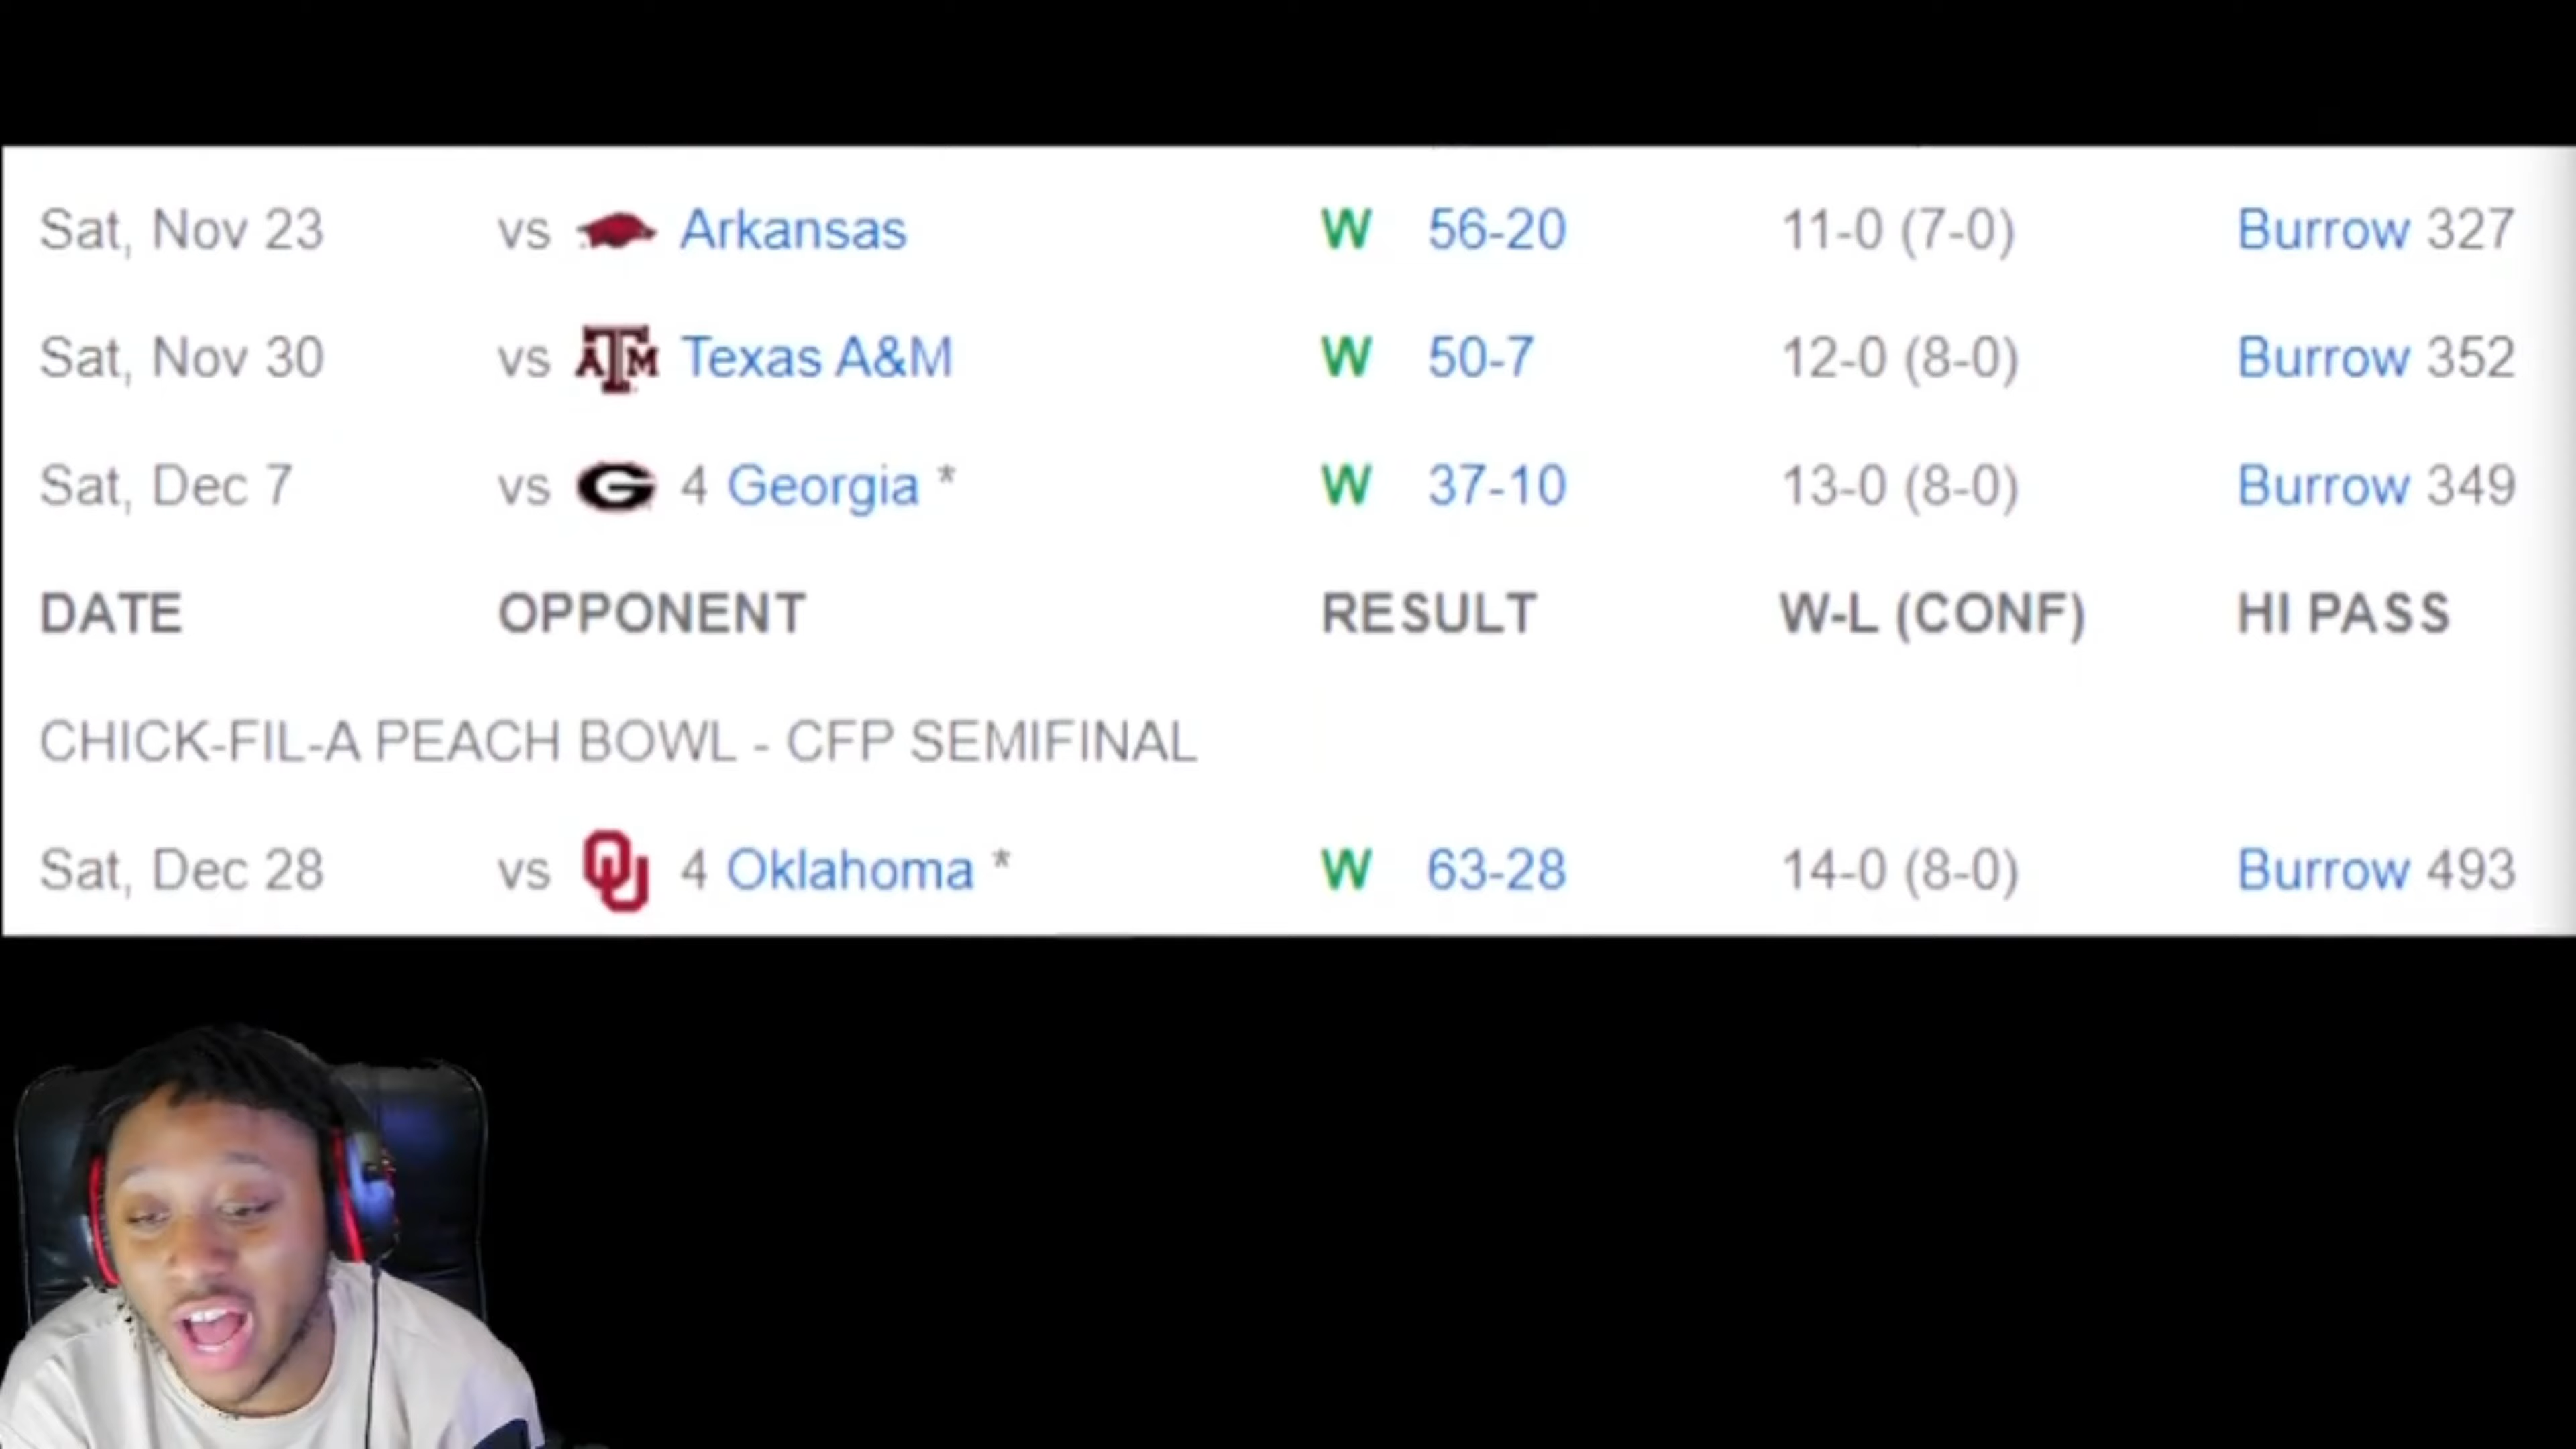 Sat, Nov 23 vs Arkansas W 56-20 11-0 (7-0) Burrow 327
Sat, Nov 30 vs ATM Texas A&M W 50-7 12-0 (8-0) Burrow 352
Sat, Dec 7 vs G 4 Georgia * W 37-10 13-0 (8-0) Burrow 349
DATE OPPONENT RESULT W-L (CONF) HI PASS
CHICK-FIL-A PEACH BOWL - CFP SEMIFINAL
Sat, Dec 28 vs OU 4 Oklahoma * W 63-28 14-0 (8-0) Burrow 493